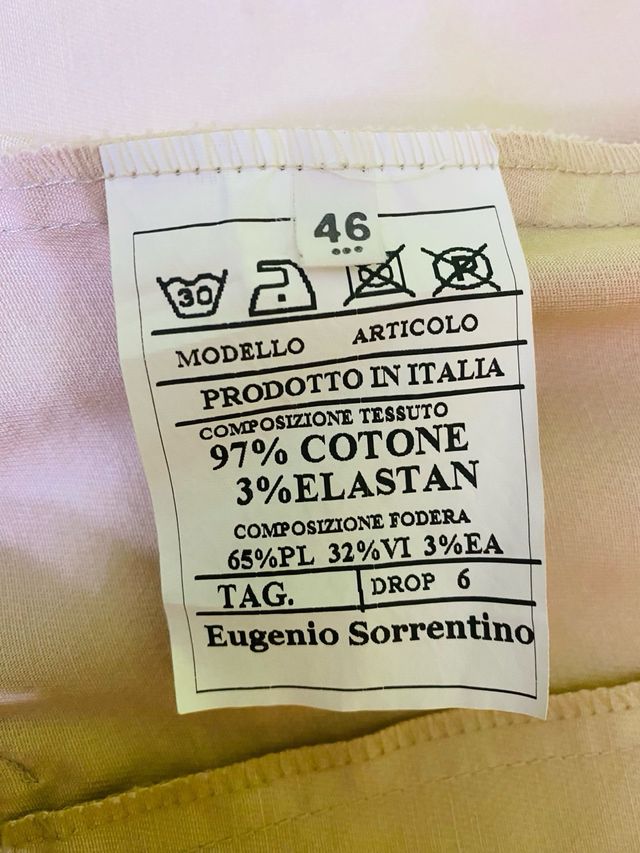 46
30
R
MODELLO ARTICOLO
PRODOTTO IN ITALIA
COMPOSIZIONE TESSUTO
97% COTONE
3%ELASTAN
COMPOSIZIONE FODERA
65%PL 32%VI 3%EA
TAG. DROP 6
Eugenio Sorrentino